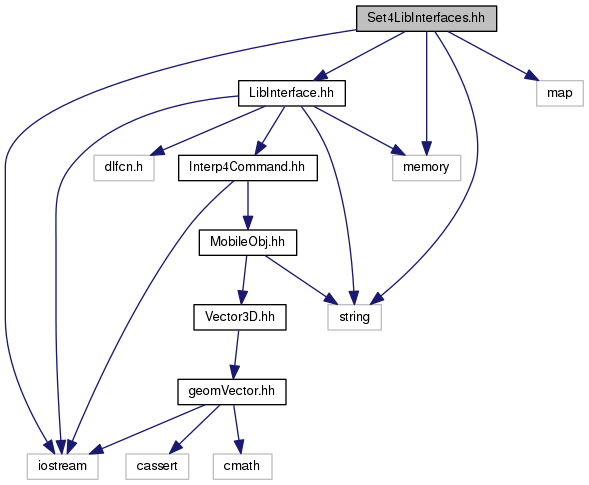 Set4LibInterfaces.hh
LibInterface.hh
map
dlfcn.h
Interp4Command.hh
memory
MobileObj.hh
Vector3D.hh
string
geomVector.hh
iostream
cassert
cmath